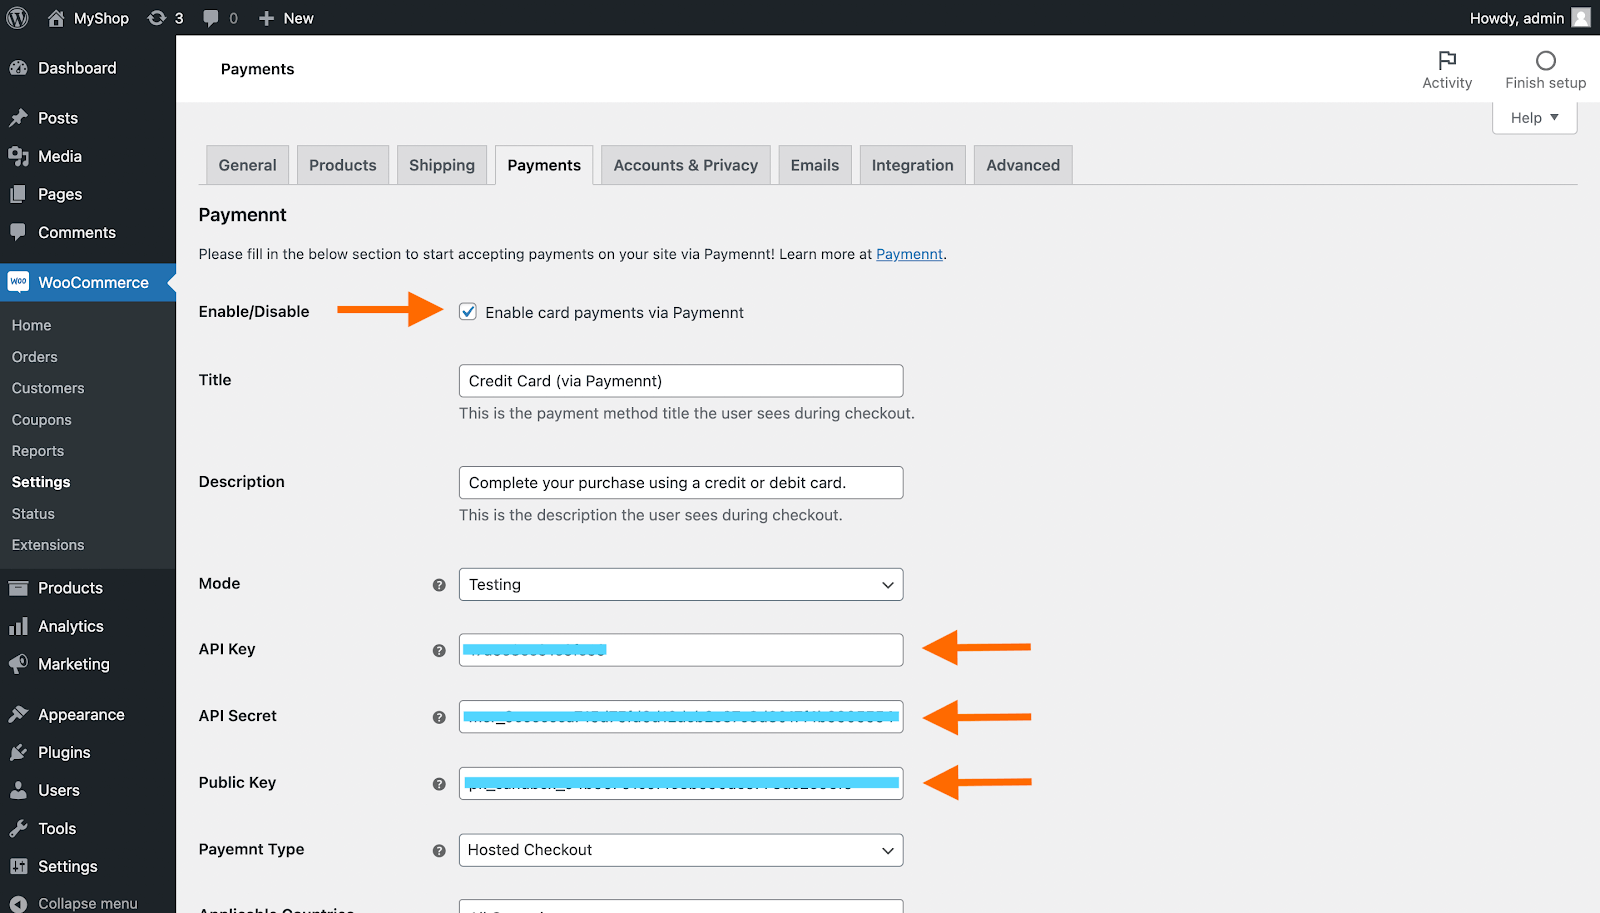 MyShop 3 0 New Howdy, admin
Dashboard
Posts
Media
Pages
Comments
WOO WooCommerce
Home
Orders
Customers
Coupons
Reports
Settings
Status
Extensions
Products
Analytics
Marketing
Appearance
Plugins
Users
Tools
Settings
Collapse menu
Payments
Activity Finish setup
Help
General Products Shipping Payments Accounts & Privacy Emails Integration Advanced
Paymennt
Please fill in the below section to start accepting payments on your site via Paymennt! Learn more at Paymennt.
Enable/Disable Enable card payments via Paymennt
Title Credit Card (via Paymennt)
This is the payment method title the user sees during checkout.
Description Complete your purchase using a credit or debit card.
This is the description the user sees during checkout.
Mode ? Testing
API Key ?
API Secret ?
Public Key ?
Payemnt Type ? Hosted Checkout
Applicable Countries